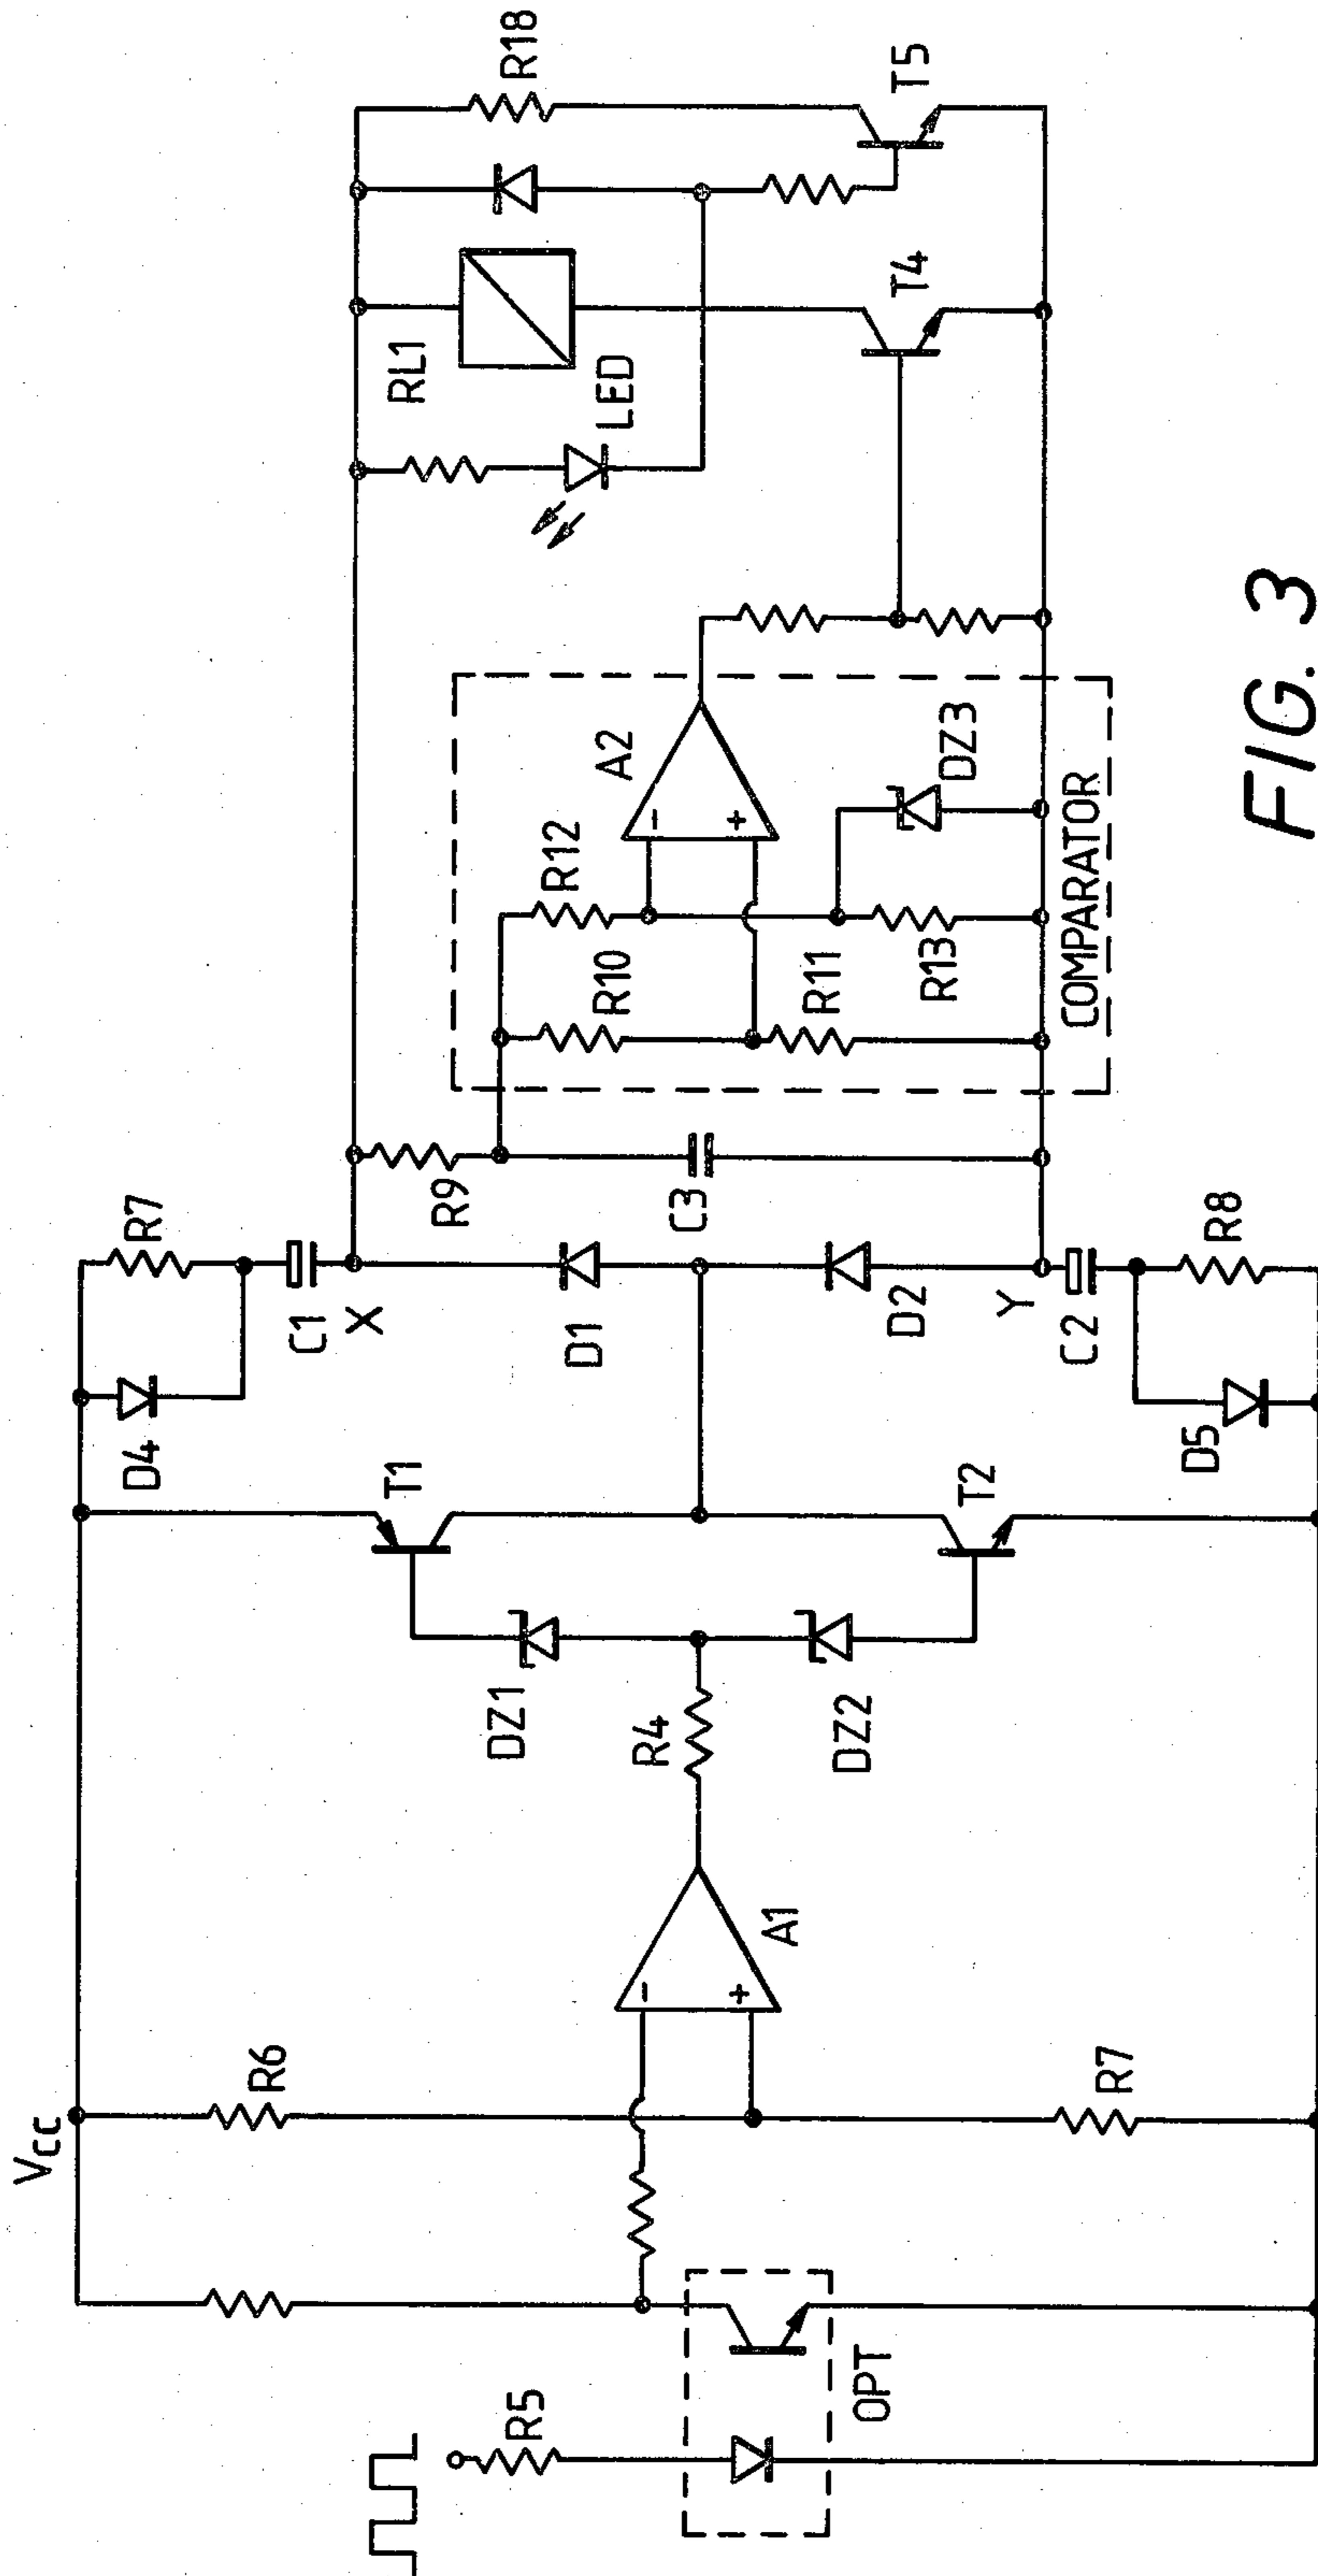 VCC
R5
OPT
R6
R7
A1
R4
DZ1
DZ2
T1
T2
D4
D5
R7
C1
X
D1
D2
Y
C2
R8
R9
C3
R10
R11
R12
R13
A2
DZ3
COMPARATOR
LED
RL1
T4
R18
T5
-
+
-
+
FIG. 3